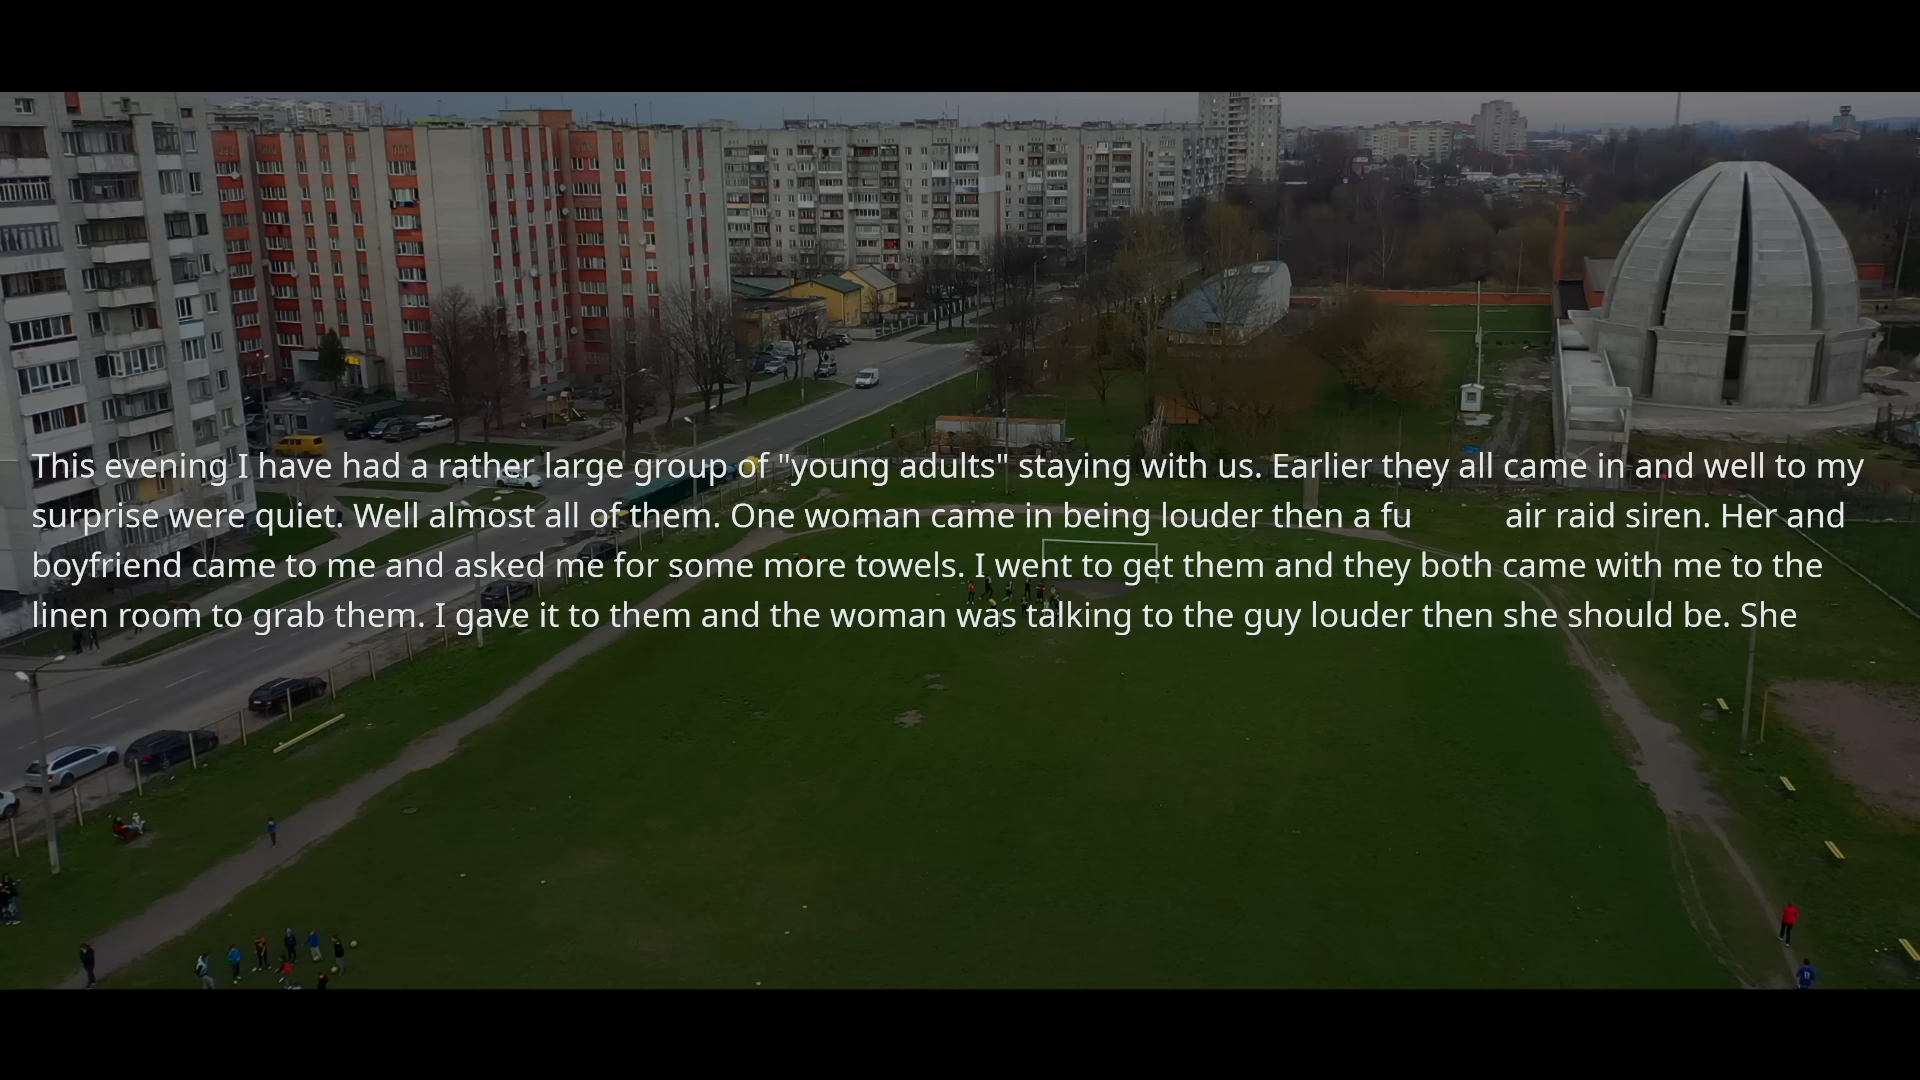 This evening I have had a rather large group of "young adults" staying with us. Earlier they all came in and well to my
surprise were quiet. Well almost all of them. One woman came in being louder then a fu air raid siren. Her and
boyfriend came to me and asked me for some more towels. I went to get them and they both came with me to the
linen room to grab them. I gave it to them and the woman was talking to the guy louder then she should be. She